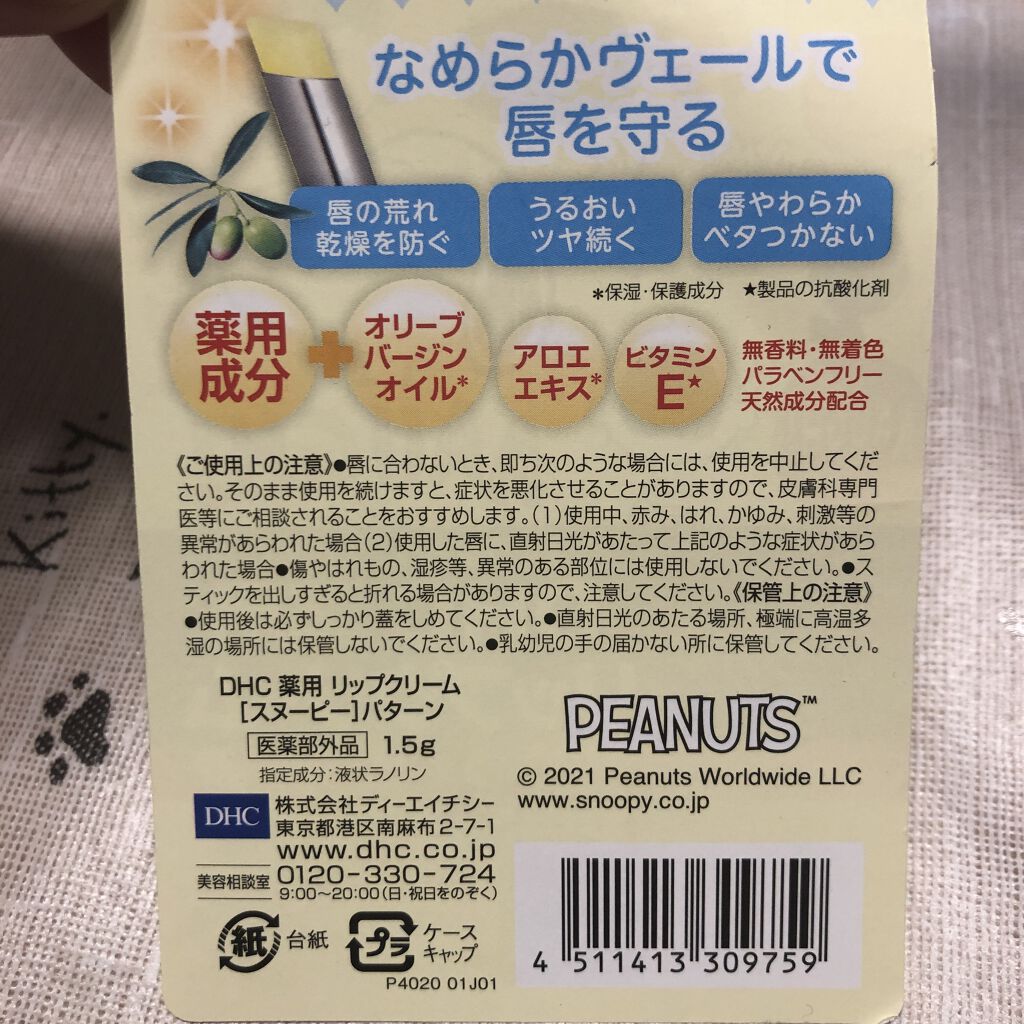 なめらかヴェールで
唇を守る
唇の荒れ
乾燥を防ぐ
うるおい
ツヤ続く
唇やわらか
ベタつかない
*保湿・保護成分 ★製品の抗酸化剤
薬用
成分
+
オリーブ
バージン
オイル*
アロエ
エキス*
ビタミン
E★
無香料・無着色
パラベンフリー
天然成分配合
《ご使用上の注意》●唇に合わないとき、即ち次のような場合には、使用を中止してくだ
さい。そのまま使用を続けますと、症状を悪化させることがありますので、皮膚科専門
医等にご相談されることをおすすめします。(1)使用中、赤み、はれ、かゆみ、刺激等の
異常があらわれた場合(2)使用した唇に、直射日光があたって上記のような症状があら
われた場合●傷やはれもの、湿疹等、異常のある部位には使用しないでください。●ス
ティックを出しすぎると折れる場合がありますので、注意してください。《保管上の注意》
●使用後は必ずしっかり蓋をしめてください。●直射日光のあたる場所、極端に高温多
湿の場所には保管しないでください。●乳幼児の手の届かない所に保管してください。
DHC 薬用 リップクリーム
[スヌーピー]パターン
医薬部外品 1.5g
指定成分:液状ラノリン
PEANUTS™
© 2021 Peanuts Worldwide LLC
www.snoopy.co.jp
DHC 株式会社ディーエイチシー
東京都港区南麻布2-7-1
www.dhc.co.jp
美容相談室 0120-330-724
9:00〜20:00(日・祝日をのぞく)
紙 台紙
プラ ケース
キャップ
P4020 01J01
4 511413 309759
Kitty.